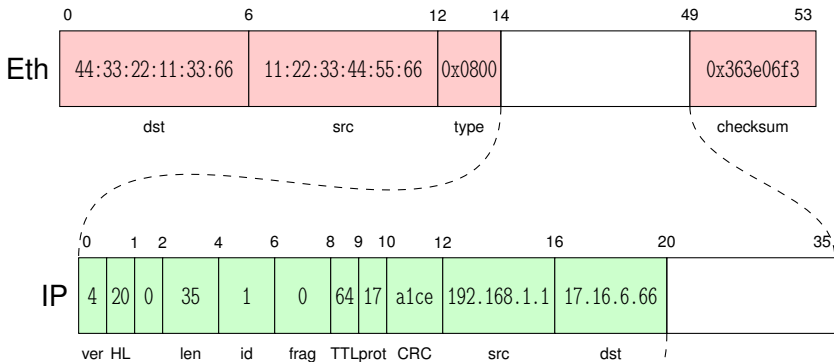 0 6 12 14 49 53
Eth 44:33:22:11:33:66 11:22:33:44:55:66 0x0800 0x363e06f3
dst src type checksum
0 1 2 4 6 8 9 10 12 16 20 35
IP 4 20 0 35 1 0 64 17 a1ce 192.168.1.1 17.16.6.66
ver HL len id frag TTL prot CRC src dst